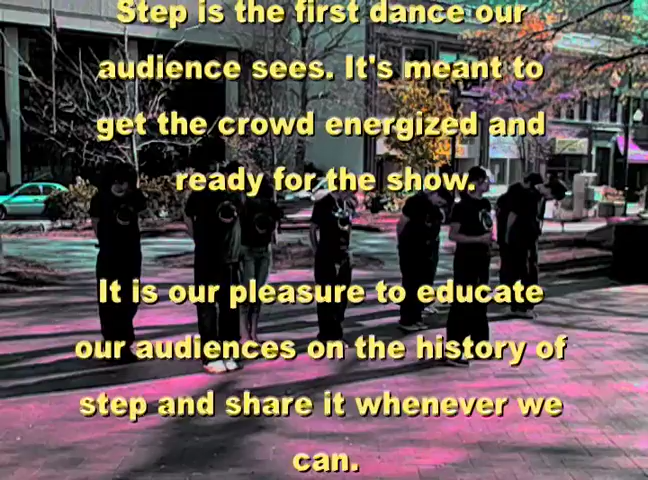 Step is the first dance our
audience sees. It's meant to
get the crowd energized and
ready for the show.
It is our pleasure to educate
our audiences on the history of
step and share it whenever we
can.